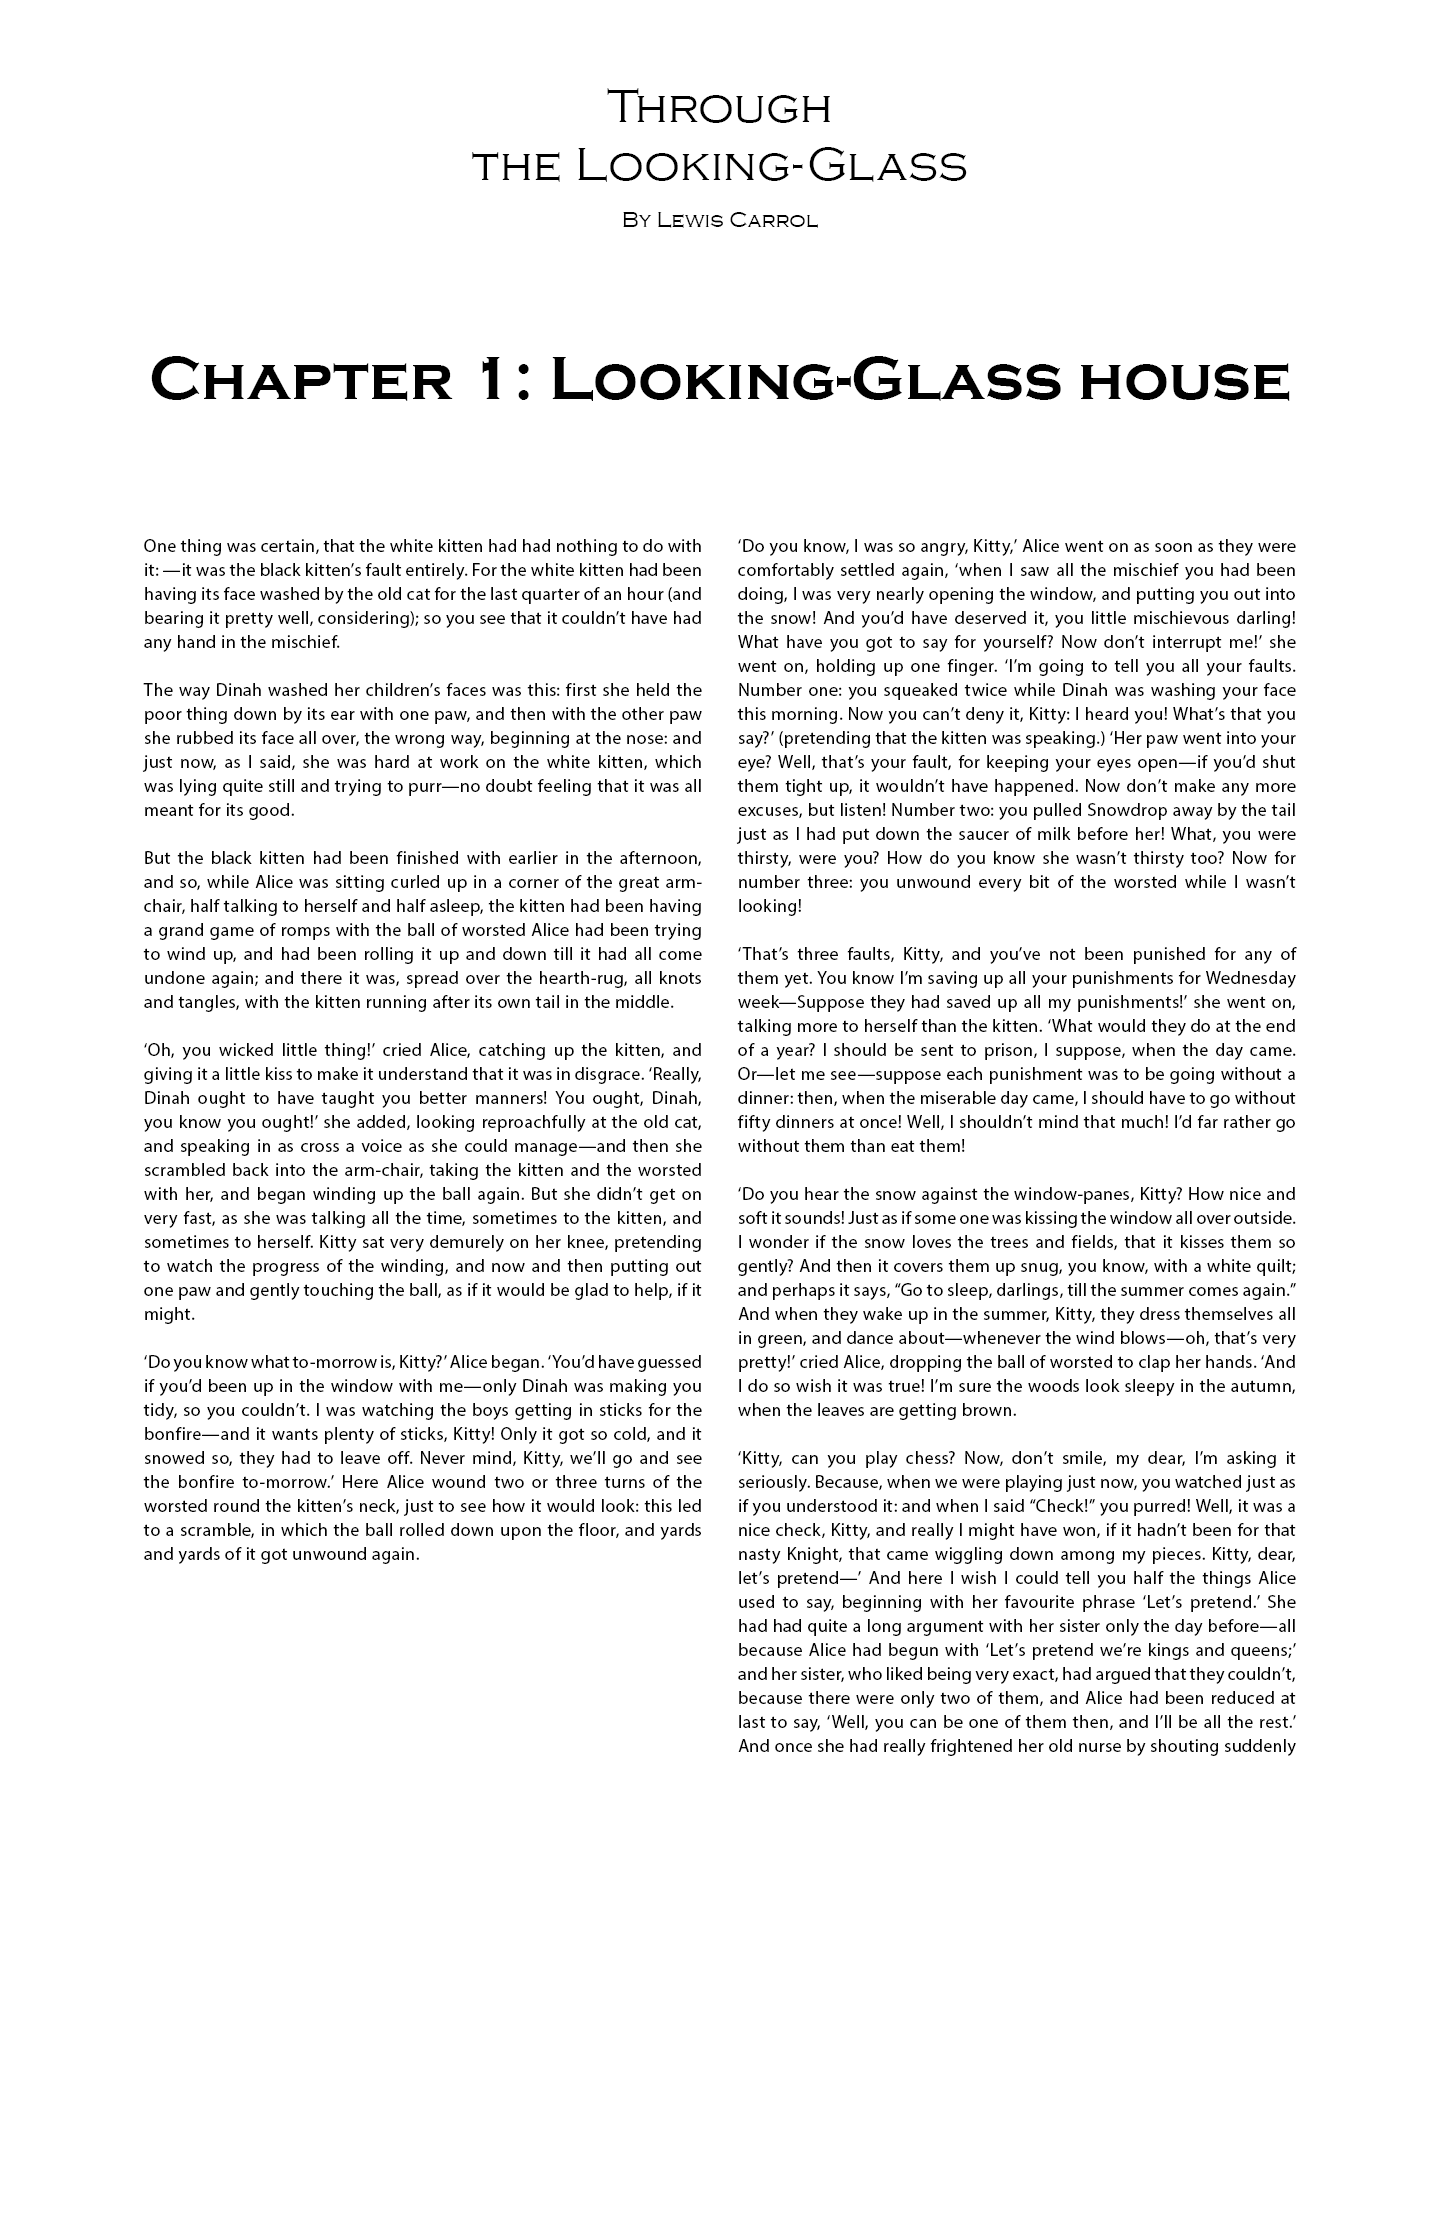 Through
the Looking-Glass
By Lewis Carrol
Chapter 1: Looking-Glass house
One thing was certain, that the white kitten had had nothing to do with
it: —it was the black kitten’s fault entirely. For the white kitten had been
having its face washed by the old cat for the last quarter of an hour (and
bearing it pretty well, considering); so you see that it couldn’t have had
any hand in the mischief.
The way Dinah washed her children’s faces was this: first she held the
poor thing down by its ear with one paw, and then with the other paw
she rubbed its face all over, the wrong way, beginning at the nose: and
just now, as I said, she was hard at work on the white kitten, which
was lying quite still and trying to purr—no doubt feeling that it was all
meant for its good.
But the black kitten had been finished with earlier in the afternoon,
and so, while Alice was sitting curled up in a corner of the great arm-
chair, half talking to herself and half asleep, the kitten had been having
a grand game of romps with the ball of worsted Alice had been trying
to wind up, and had been rolling it up and down till it had all come
undone again; and there it was, spread over the hearth-rug, all knots
and tangles, with the kitten running after its own tail in the middle.
‘Oh, you wicked little thing!’ cried Alice, catching up the kitten, and
giving it a little kiss to make it understand that it was in disgrace. ‘Really,
Dinah ought to have taught you better manners! You ought, Dinah,
you know you ought!’ she added, looking reproachfully at the old cat,
and speaking in as cross a voice as she could manage—and then she
scrambled back into the arm-chair, taking the kitten and the worsted
with her, and began winding up the ball again. But she didn’t get on
very fast, as she was talking all the time, sometimes to the kitten, and
sometimes to herself. Kitty sat very demurely on her knee, pretending
to watch the progress of the winding, and now and then putting out
one paw and gently touching the ball, as if it would be glad to help, if it
might.
‘Do you know what to-morrow is, Kitty?’ Alice began. ‘You’d have guessed
if you’d been up in the window with me—only Dinah was making you
tidy, so you couldn’t. I was watching the boys getting in sticks for the
bonfire—and it wants plenty of sticks, Kitty! Only it got so cold, and it
snowed so, they had to leave off. Never mind, Kitty, we’ll go and see
the bonfire to-morrow.’ Here Alice wound two or three turns of the
worsted round the kitten’s neck, just to see how it would look: this led
to a scramble, in which the ball rolled down upon the floor, and yards
and yards of it got unwound again.
‘Do you know, I was so angry, Kitty,’ Alice went on as soon as they were
comfortably settled again, ‘when I saw all the mischief you had been
doing, I was very nearly opening the window, and putting you out into
the snow! And you’d have deserved it, you little mischievous darling!
What have you got to say for yourself? Now don’t interrupt me!’ she
went on, holding up one finger. ‘I’m going to tell you all your faults.
Number one: you squeaked twice while Dinah was washing your face
this morning. Now you can’t deny it, Kitty: I heard you! What’s that you
say?’ (pretending that the kitten was speaking.) ‘Her paw went into your
eye? Well, that’s your fault, for keeping your eyes open—if you’d shut
them tight up, it wouldn’t have happened. Now don’t make any more
excuses, but listen! Number two: you pulled Snowdrop away by the tail
just as I had put down the saucer of milk before her! What, you were
thirsty, were you? How do you know she wasn’t thirsty too? Now for
number three: you unwound every bit of the worsted while I wasn’t
looking!
‘That’s three faults, Kitty, and you’ve not been punished for any of
them yet. You know I’m saving up all your punishments for Wednesday
week—Suppose they had saved up all my punishments!’ she went on,
talking more to herself than the kitten. ‘What would they do at the end
of a year? I should be sent to prison, I suppose, when the day came.
Or—let me see—suppose each punishment was to be going without a
dinner: then, when the miserable day came, I should have to go without
fifty dinners at once! Well, I shouldn’t mind that much! I’d far rather go
without them than eat them!
‘Do you hear the snow against the window-panes, Kitty? How nice and
soft it sounds! Just as if some one was kissing the window all over outside.
I wonder if the snow loves the trees and fields, that it kisses them so
gently? And then it covers them up snug, you know, with a white quilt;
and perhaps it says, “Go to sleep, darlings, till the summer comes again.”
And when they wake up in the summer, Kitty, they dress themselves all
in green, and dance about—whenever the wind blows—oh, that’s very
pretty!’ cried Alice, dropping the ball of worsted to clap her hands. ‘And
I do so wish it was true! I’m sure the woods look sleepy in the autumn,
when the leaves are getting brown.
‘Kitty, can you play chess? Now, don’t smile, my dear, I’m asking it
seriously. Because, when we were playing just now, you watched just as
if you understood it: and when I said “Check!” you purred! Well, it was a
nice check, Kitty, and really I might have won, if it hadn’t been for that
nasty Knight, that came wiggling down among my pieces. Kitty, dear,
let’s pretend—’ And here I wish I could tell you half the things Alice
used to say, beginning with her favourite phrase ‘Let’s pretend.’ She
had had quite a long argument with her sister only the day before—all
because Alice had begun with ‘Let’s pretend we’re kings and queens;’
and her sister, who liked being very exact, had argued that they couldn’t,
because there were only two of them, and Alice had been reduced at
last to say, ‘Well, you can be one of them then, and I’ll be all the rest.’
And once she had really frightened her old nurse by shouting suddenly